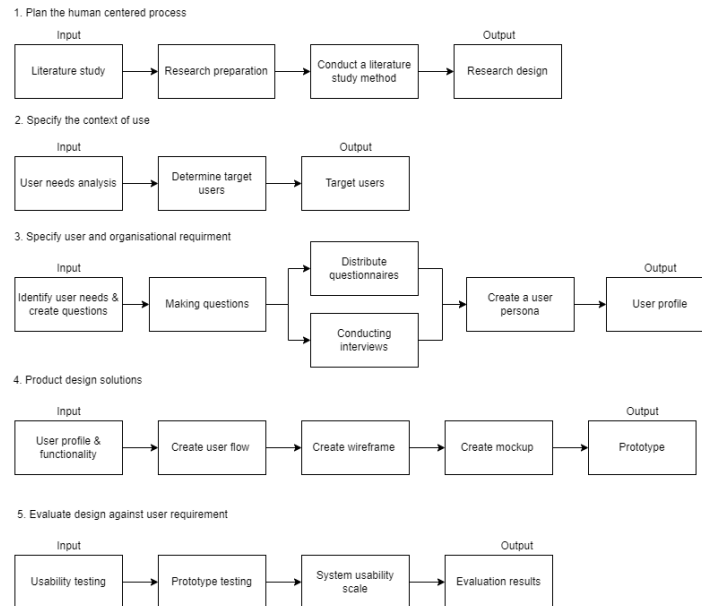 1. Plan the human centered process
Input
Output
Literature study
Research preparation
Conduct a literature
study method
Research design
2. Specify the context of use
Input
Output
User needs analysis
Determine target
users
Target users
3. Specify user and organisational requirment
Input
Output
Identify user needs &
create questions
Making questions
Distribute
questionnaires
Conducting
interviews
Create a user
persona
User profile
4. Product design solutions
Input
Output
User profile &
functionality
Create user flow
Create wireframe
Create mockup
Prototype
5. Evaluate design against user requirement
Input
Output
Usability testing
Prototype testing
System usability
scale
Evaluation results